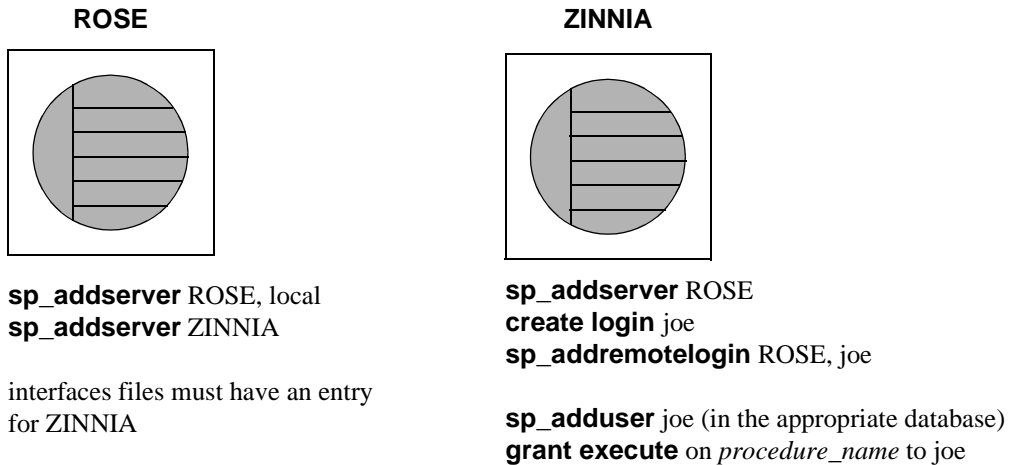 ROSE
sp_addserver ROSE, local
sp_addserver ZINNIA
interfaces files must have an entry
for ZINNIA
ZINNIA
sp_addserver ROSE
create login joe
sp_addremotelogin ROSE, joe
sp_adduser joe (in the appropriate database)
grant execute on procedure_name to joe